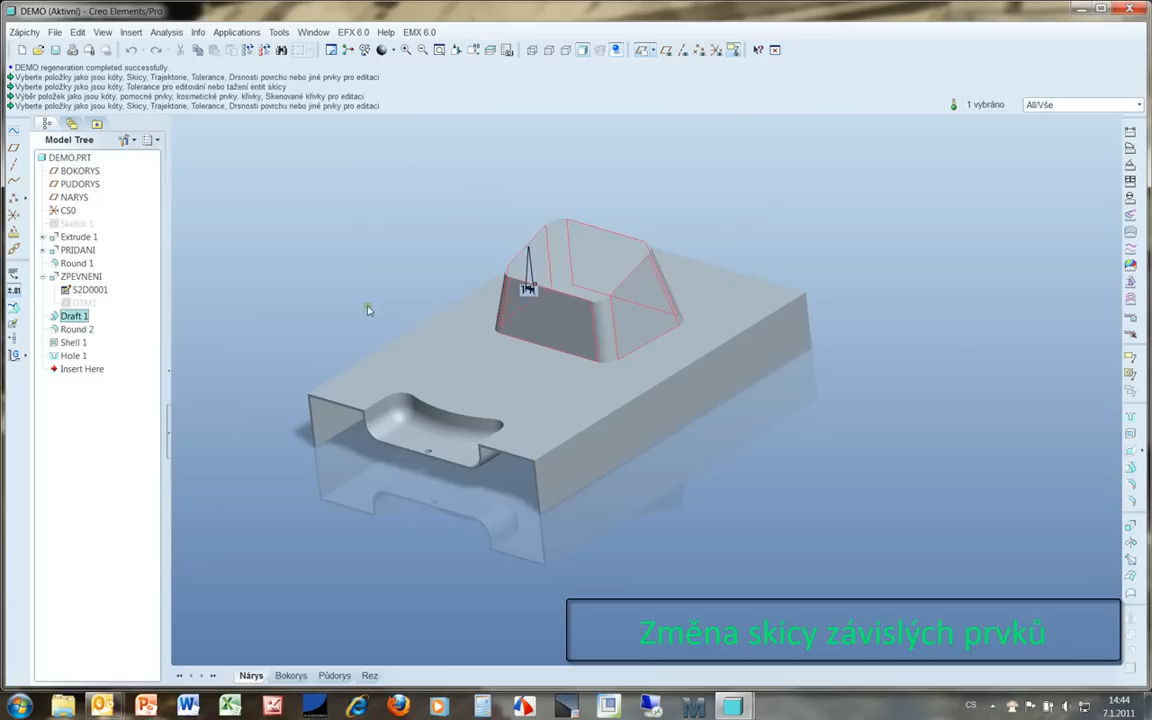 DEMO (Aktivní) - Creo Elements/Pro
Zápichy File Edit View Insert Analysis Info Applications Tools Window EFX 6.0 Help EMX 6.0
DEMO regeneration completed successfully.
Vyberte položky jako jsou kóty, Skicy, Trajektorie, Tolerance, Drsnosti povrchu nebo jiné prvky pro editaci
Vyberte položky jako jsou kóty, Tolerance pro editování nebo tažení entit skicy
Výběr položek jako jsou kóty, pomocné prvky, kosmetické prvky, křivky, Skenované křivky pro editaci
Vyberte položky jako jsou kóty, Skicy, Trajektorie, Tolerance, Drsnosti povrchu nebo jiné prvky pro editaci
1 vybráno
All/Vše
Model Tree
DEMO.PRT
BOKORYS
PUDORYS
NARYS
CS0
Sketch 1
Extrude 1
PRIDANI
Round 1
ZPEVNENI
S2D0001
DTM1
Draft 1
Round 2
Shell 1
Hole 1
Insert Here
Změna skicy závislých prvků
Nárys Bokorys Půdorys Rez
CS
14:44
7.1.2011